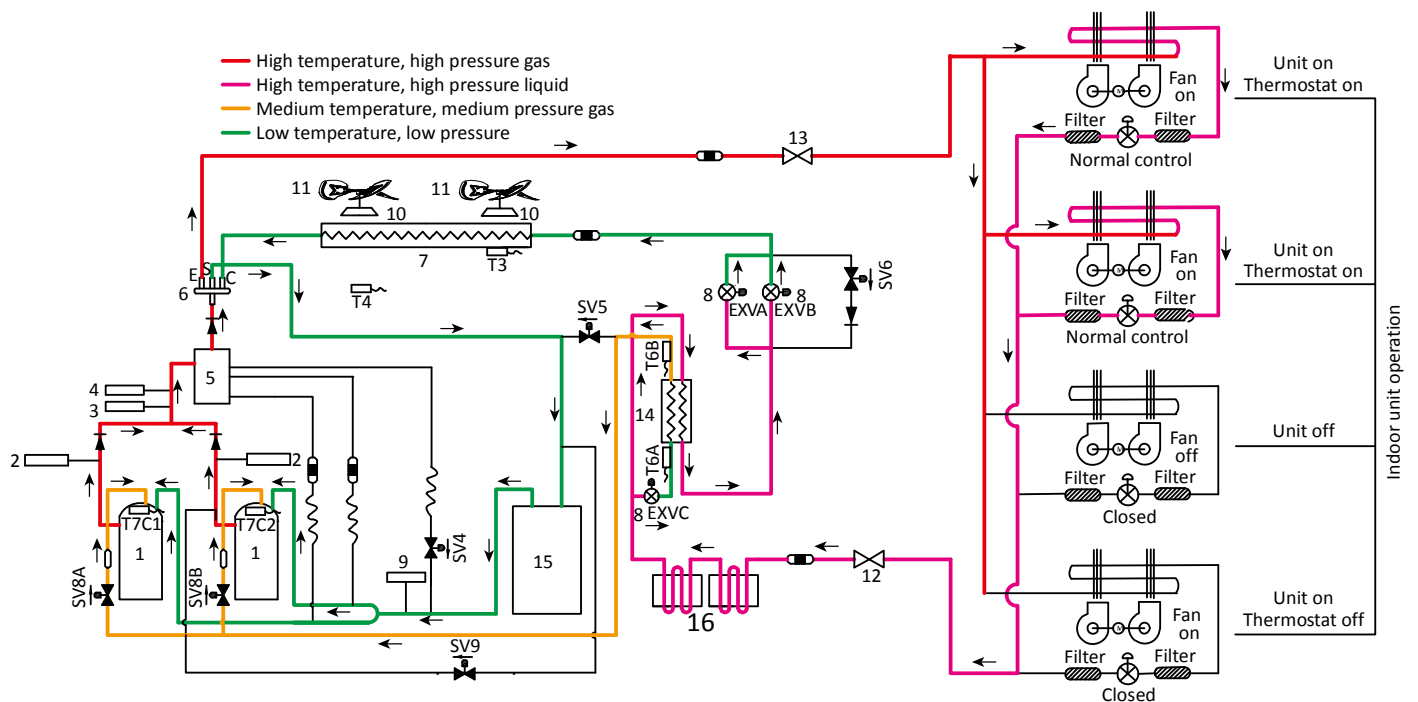 High temperature, high pressure gas
High temperature, high pressure liquid
Medium temperature, medium pressure gas
Low temperature, low pressure
13
11
11
10
10
7
T3
T4
E
S
C
6
8
EXVA
8
EXVB
SV6
SV5
T6B
14
T6A
8
EXVC
5
4
3
2
2
T7C1
1
T7C2
1
SV8A
SV8B
9
SV4
15
SV9
16
12
Fan
on
Filter
Filter
Normal control
Unit on
Thermostat on
Fan
on
Filter
Filter
Normal control
Unit on
Thermostat on
Fan
off
Filter
Filter
Closed
Unit off
Fan
on
Filter
Filter
Closed
Unit on
Thermostat off
Indoor unit operation